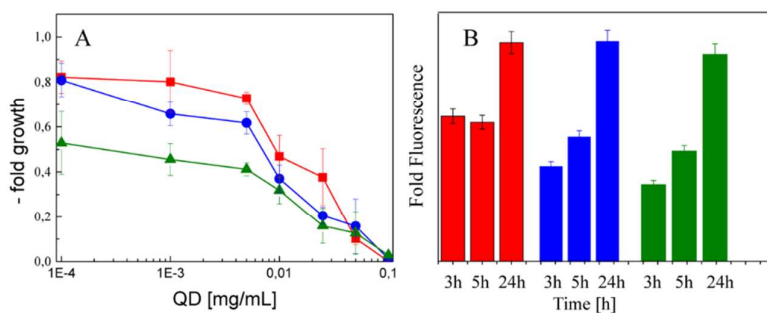 A
- fold growth
1,0
0,8
0,6
0,4
0,2
0,0
1E-4 1E-3 0,01 0,1
QD [mg/mL]
B
Fold Fluorescence
3h 5h 24h 3h 5h 24h 3h 5h 24h
Time [h]